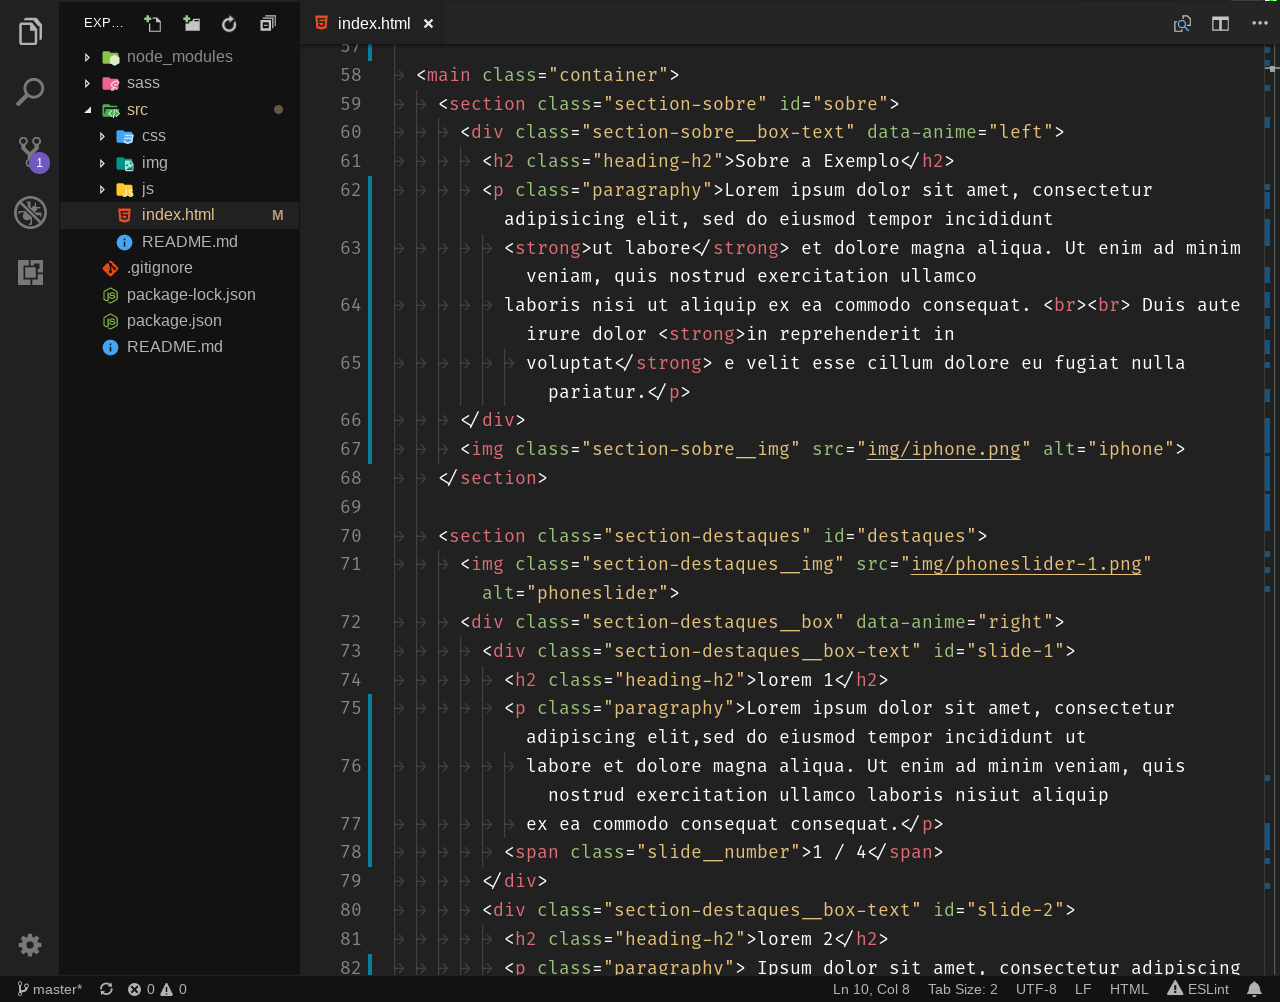 EXP...
index.html
node_modules
sass
src
css
img
js
index.html M
README.md
.gitignore
package-lock.json
package.json
README.md
1
57
58 <main class="container">
59 <section class="section-sobre" id="sobre">
60 <div class="section-sobre__box-text" data-anime="left">
61 <h2 class="heading-h2">Sobre a Exemplo</h2>
62 <p class="paragraphy">Lorem ipsum dolor sit amet, consectetur
adipisicing elit, sed do eiusmod tempor incididunt
63 <strong>ut labore</strong> et dolore magna aliqua. Ut enim ad minim
veniam, quis nostrud exercitation ullamco
64 laboris nisi ut aliquip ex ea commodo consequat. <br><br> Duis aute
irure dolor <strong>in reprehenderit in
65 voluptat</strong> e velit esse cillum dolore eu fugiat nulla
pariatur.</p>
66 </div>
67 <img class="section-sobre__img" src="img/iphone.png" alt="iphone">
68 </section>
69
70 <section class="section-destaques" id="destaques">
71 <img class="section-destaques__img" src="img/phoneslider-1.png"
alt="phoneslider">
72 <div class="section-destaques__box" data-anime="right">
73 <div class="section-destaques__box-text" id="slide-1">
74 <h2 class="heading-h2">lorem 1</h2>
75 <p class="paragraphy">Lorem ipsum dolor sit amet, consectetur
adipiscing elit,sed do eiusmod tempor incididunt ut
76 labore et dolore magna aliqua. Ut enim ad minim veniam, quis
nostrud exercitation ullamco laboris nisiut aliquip
77 ex ea commodo consequat consequat.</p>
78 <span class="slide__number">1 / 4</span>
79 </div>
80 <div class="section-destaques__box-text" id="slide-2">
81 <h2 class="heading-h2">lorem 2</h2>
82 <p class="paragraphy"> Ipsum dolor sit amet, consectetur adipiscing
master* 0 0 Ln 10, Col 8 Tab Size: 2 UTF-8 LF HTML ESLint